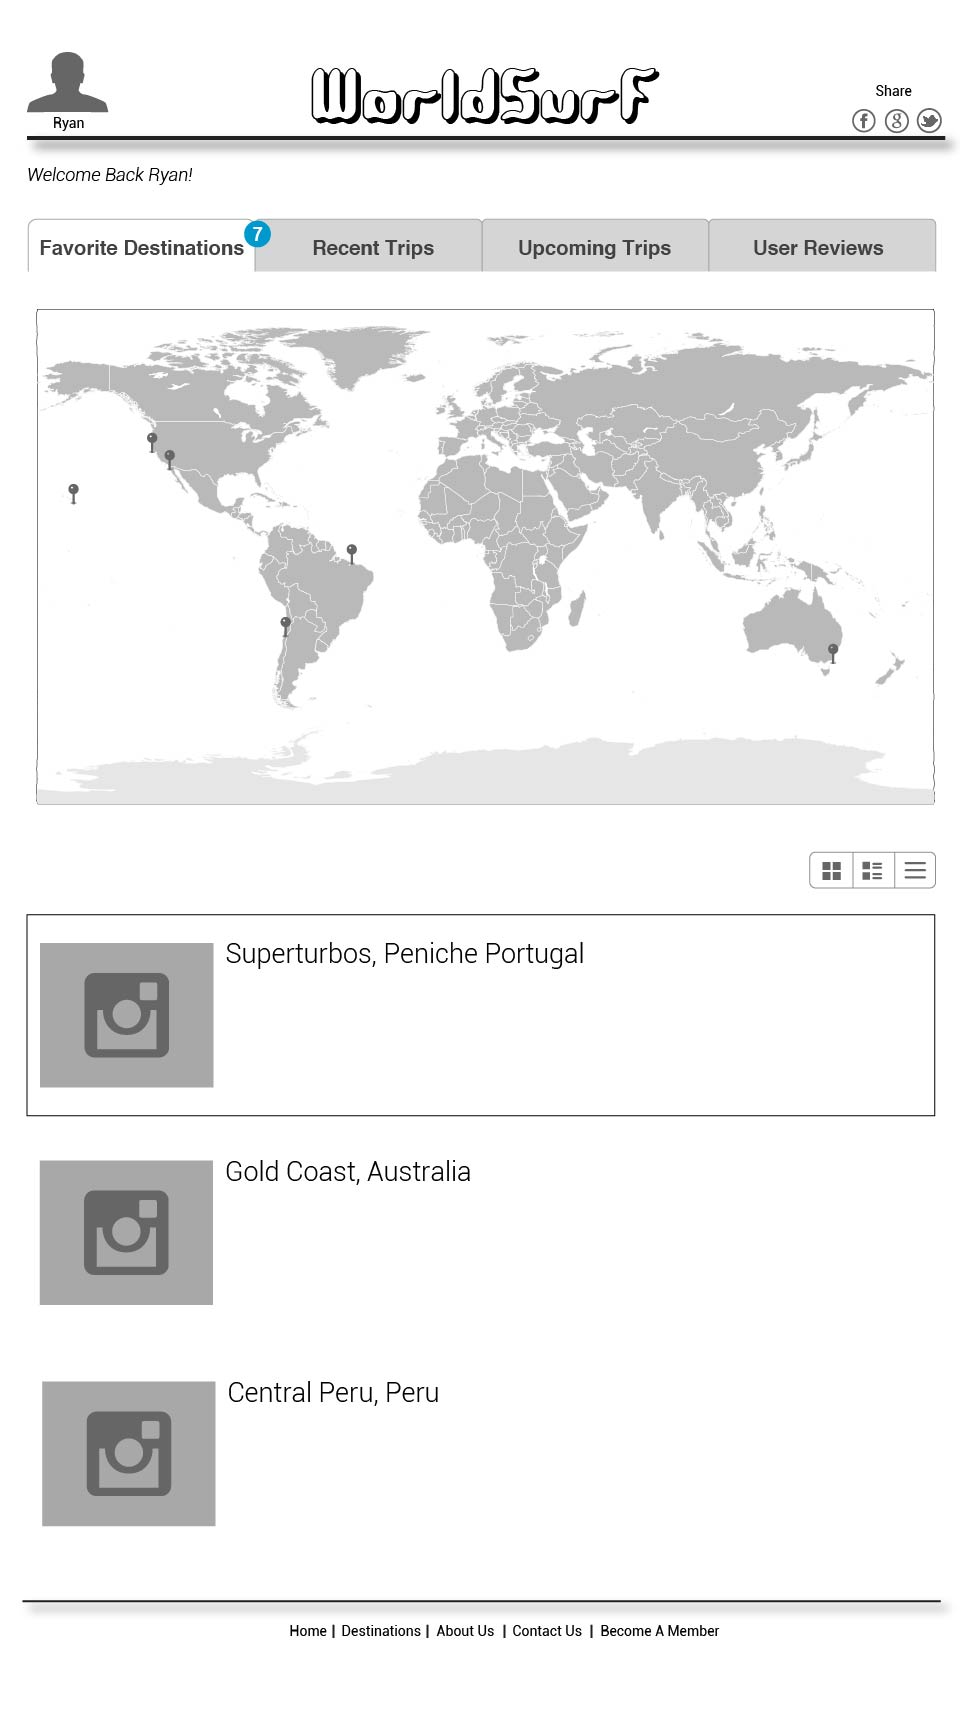 WorldSurf
Share
Ryan
Welcome Back Ryan!
Favorite Destinations 7 Recent Trips Upcoming Trips User Reviews
Superturbos, Peniche Portugal
Gold Coast, Australia
Central Peru, Peru
Home | Destinations | About Us | Contact Us | Become A Member